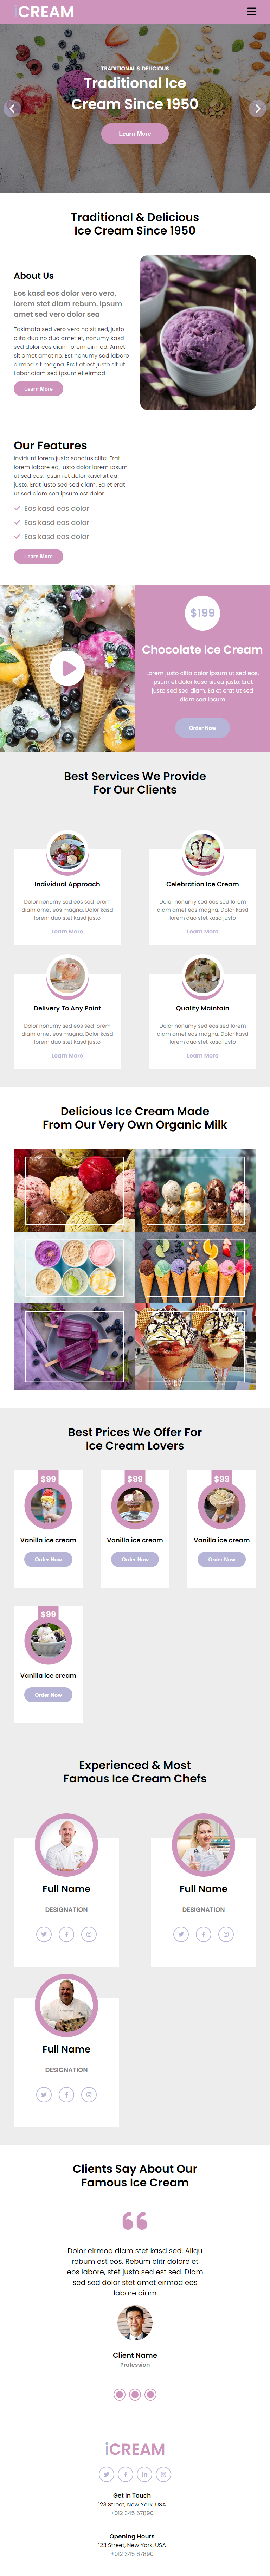 iCREAM
TRADITIONAL & DELICIOUS
Traditional Ice
Cream Since 1950
Learn More
Traditional & Delicious
Ice Cream Since 1950
About Us
Eos kasd eos dolor vero vero,
lorem stet diam rebum. Ipsum
amet sed vero dolor sea
Takimata sed vero vero no sit sed, justo
clita duo no duo amet et, nonumy kasd
sed dolor eos diam lorem eirmod. Amet
sit amet amet no. Est nonumy sed labore
eirmod sit magna. Erat at est justo sit ut.
Labor diam sed ipsum et eirmod
Learn More
Our Features
Invidunt lorem justo sanctus clita. Erat
lorem labore ea, justo dolor lorem ipsum
ut sed eos, ipsum et dolor kasd sit ea
justo. Erat justo sed sed diam. Ea et erat
ut sed diam sea ipsum est dolor
Eos kasd eos dolor
Eos kasd eos dolor
Eos kasd eos dolor
Learn More
$199
Chocolate Ice Cream
Lorem justo clita dolor ipsum ut sed eos,
ipsum et dolor kasd sit ea justo. Erat
justo sed sed diam. Ea et erat ut sed
diam sea ipsum
Order Now
Best Services We Provide
For Our Clients
Individual Approach
Dolor nonumy sed eos sed lorem
diam amet eos magna. Dolor kasd
lorem duo stet kasd justo
Learn More
Celebration Ice Cream
Dolor nonumy sed eos sed lorem
diam amet eos magna. Dolor kasd
lorem duo stet kasd justo
Learn More
Delivery To Any Point
Dolor nonumy sed eos sed lorem
diam amet eos magna. Dolor kasd
lorem duo stet kasd justo
Learn More
Quality Maintain
Dolor nonumy sed eos sed lorem
diam amet eos magna. Dolor kasd
lorem duo stet kasd justo
Learn More
Delicious Ice Cream Made
From Our Very Own Organic Milk
Best Prices We Offer For
Ice Cream Lovers
$99
Vanilla ice cream
Order Now
$99
Vanilla ice cream
Order Now
$99
Vanilla ice cream
Order Now
$99
Vanilla ice cream
Order Now
Experienced & Most
Famous Ice Cream Chefs
Full Name
DESIGNATION
Full Name
DESIGNATION
Full Name
DESIGNATION
Clients Say About Our
Famous Ice Cream
Dolor eirmod diam stet kasd sed. Aliqu
rebum est eos. Rebum elitr dolore et
eos labore, stet justo sed est sed. Diam
sed sed dolor stet amet eirmod eos
labore diam
Client Name
Profession
iCREAM
Get In Touch
123 Street, New York, USA
+012 345 67890
Opening Hours
123 Street, New York, USA
+012 345 67890